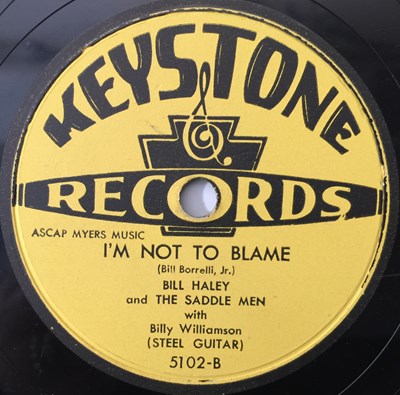 KEYSTONE
RECORDS
ASCAP MYERS MUSIC
I'M NOT TO BLAME
(Bill Borrelli, Jr.)
BILL HALEY
and THE SADDLE MEN
with
Billy Williamson
(STEEL GUITAR)
5102-B